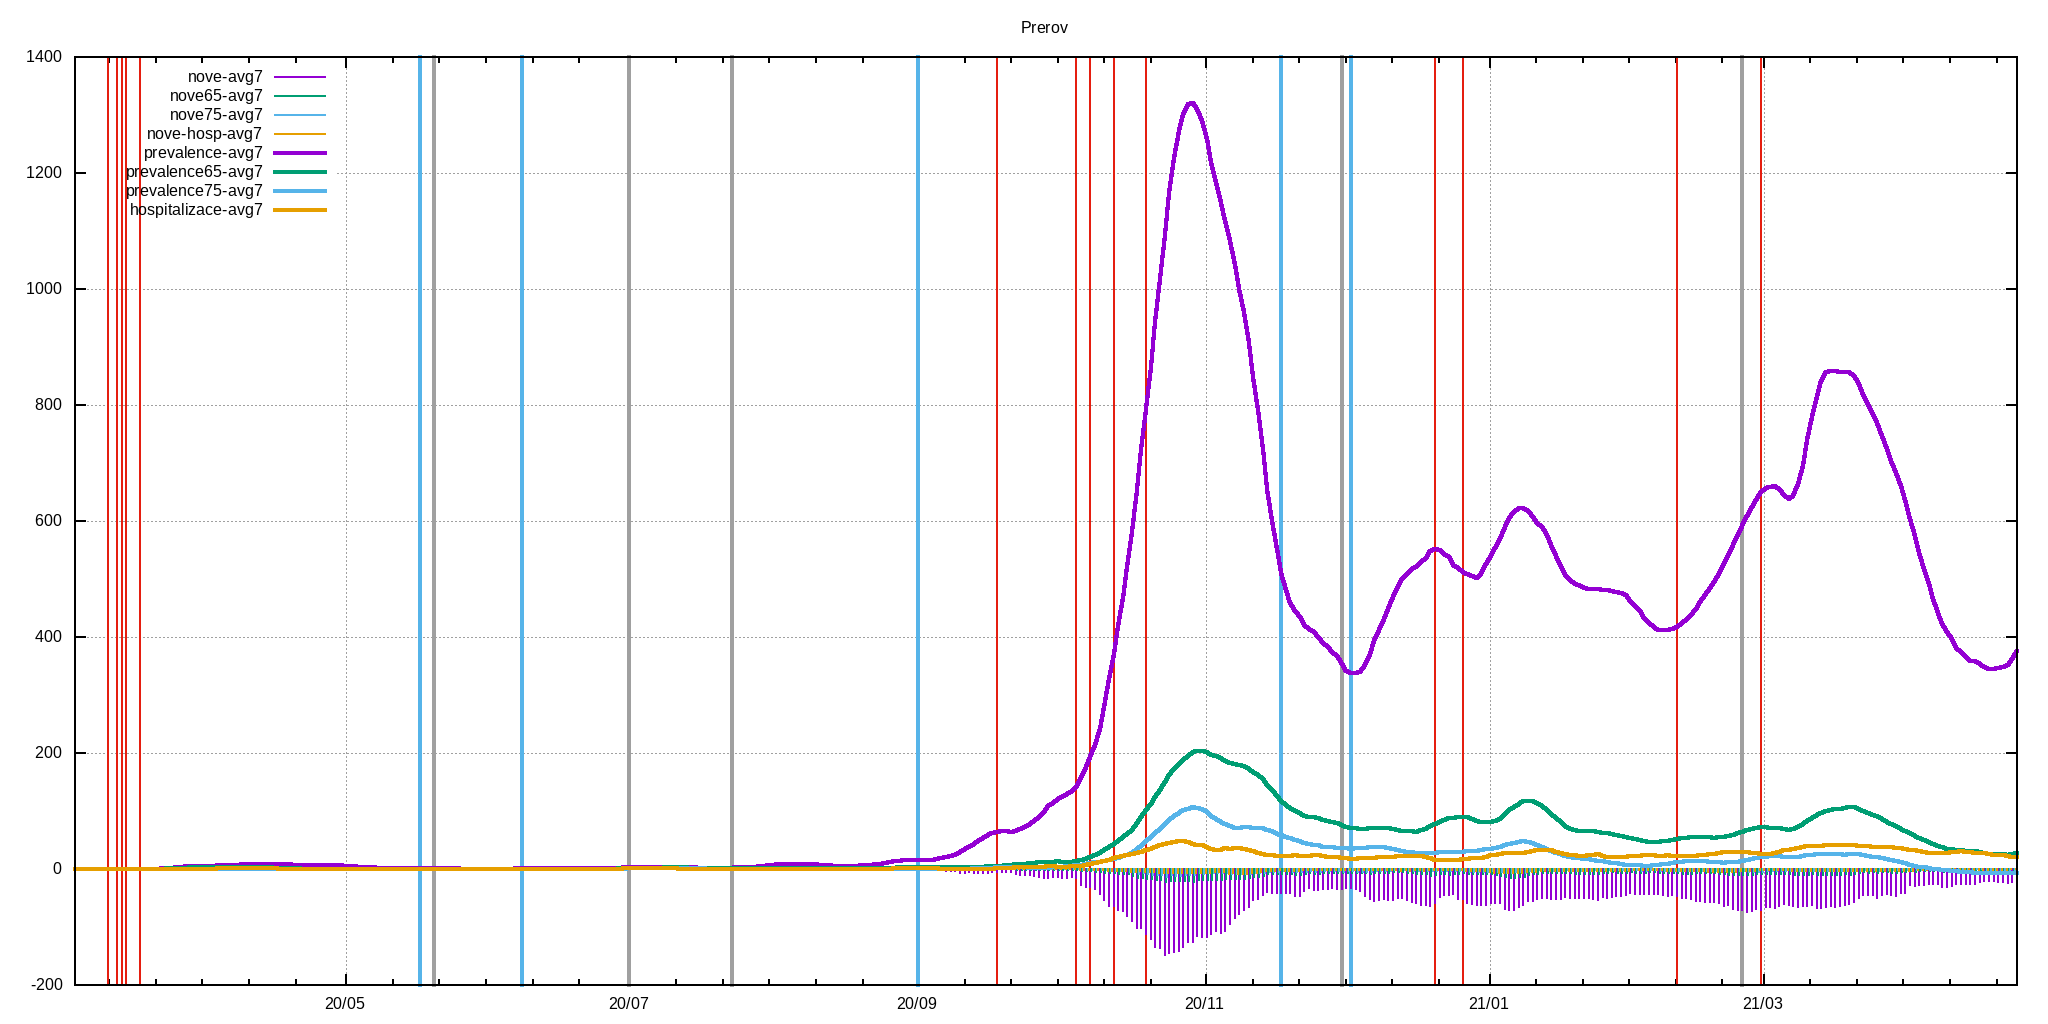 Prerov
1400
1200
1000
800
600
400
200
0
-200
nove-avg7
nove65-avg7
nove75-avg7
nove-hosp-avg7
prevalence-avg7
prevalence65-avg7
prevalence75-avg7
hospitalizace-avg7
20/05 20/07 20/09 20/11 21/01 21/03